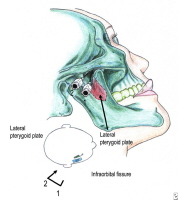 Lateral
pterygoid plate
Lateral
pterygoid plate
Infraorbital fissure
2
1